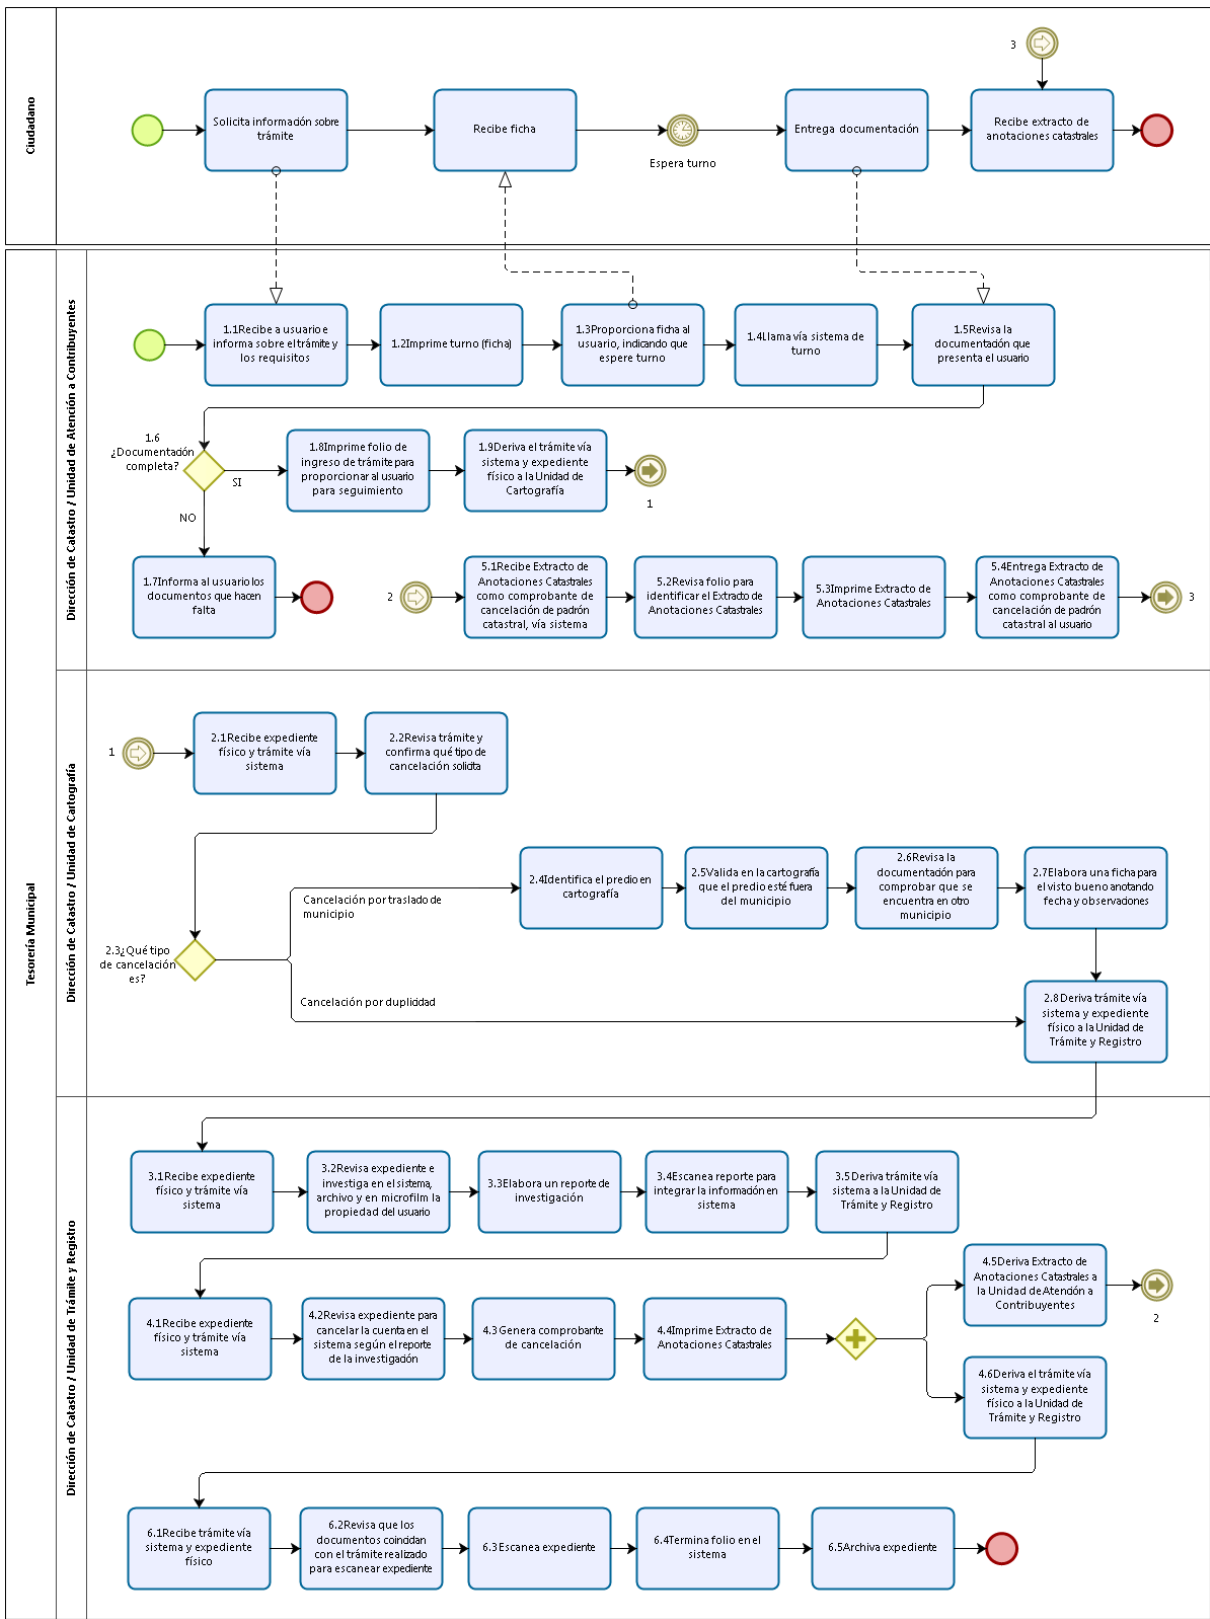 Ciudadano
3
Solicita información sobre
trámite
Recibe ficha
Espera turno
Entrega documentación
Recibe extracto de
anotaciones catastrales
Tesorería Municipal
Dirección de Catastro / Unidad de Atención a Contribuyentes
1.1Recibe a usuario e
informa sobre el trámite y
los requisitos
1.2Imprime turno (ficha)
1.3Proporciona ficha al
usuario, indicando que
espere turno
1.4Llama vía sistema de
turno
1.5Revisa la
documentación que
presenta el usuario
1.6
¿Documentación
completa?
SI
NO
1.8Imprime folio de
ingreso de trámite para
proporcionar al usuario
para seguimiento
1.9Deriva el trámite vía
sistema y expediente
físico a la Unidad de
Cartografía
1
1.7Informa al usuario los
documentos que hacen
falta
2
5.1Recibe Extracto de
Anotaciones Catastrales
como comprobante de
cancelación de padrón
catastral, vía sistema
5.2Revisa folio para
identificar el Extracto de
Anotaciones Catastrales
5.3Imprime Extracto de
Anotaciones Catastrales
5.4Entrega Extracto de
Anotaciones Catastrales
como comprobante de
cancelación de padrón
catastral al usuario
3
Dirección de Catastro / Unidad de Cartografía
1
2.1Recibe expediente
físico y trámite vía
sistema
2.2Revisa trámite y
confirma qué tipo de
cancelación solicita
2.3¿Qué tipo
de cancelación
es?
Cancelación por traslado de
municipio
Cancelación por duplicidad
2.4Identifica el predio en
cartografía
2.5Valida en la cartografía
que el predio esté fuera
del municipio
2.6Revisa la
documentación para
comprobar que se
encuentra en otro
municipio
2.7Elabora una ficha para
el visto bueno anotando
fecha y observaciones
2.8Deriva trámite vía
sistema y expediente
físico a la Unidad de
Trámite y Registro
Dirección de Catastro / Unidad de Trámite y Registro
3.1Recibe expediente
físico y trámite vía
sistema
3.2Revisa expediente e
investiga en el sistema,
archivo y en microfilm la
propiedad del usuario
3.3Elabora un reporte de
investigación
3.4Escanea reporte para
integrar la información en
sistema
3.5Deriva trámite vía
sistema a la Unidad de
Trámite y Registro
4.1Recibe expediente
físico y trámite vía
sistema
4.2Revisa expediente para
cancelar la cuenta en el
sistema según el reporte
de la investigación
4.3Genera comprobante
de cancelación
4.4Imprime Extracto de
Anotaciones Catastrales
4.5Deriva Extracto de
Anotaciones Catastrales a
la Unidad de Atención a
Contribuyentes
2
4.6Deriva el trámite vía
sistema y expediente
físico a la Unidad de
Trámite y Registro
6.1Recibe trámite vía
sistema y expediente
físico
6.2Revisa que los
documentos coincidan
con el trámite realizado
para escanear expediente
6.3Escanea expediente
6.4Termina folio en el
sistema
6.5Archiva expediente